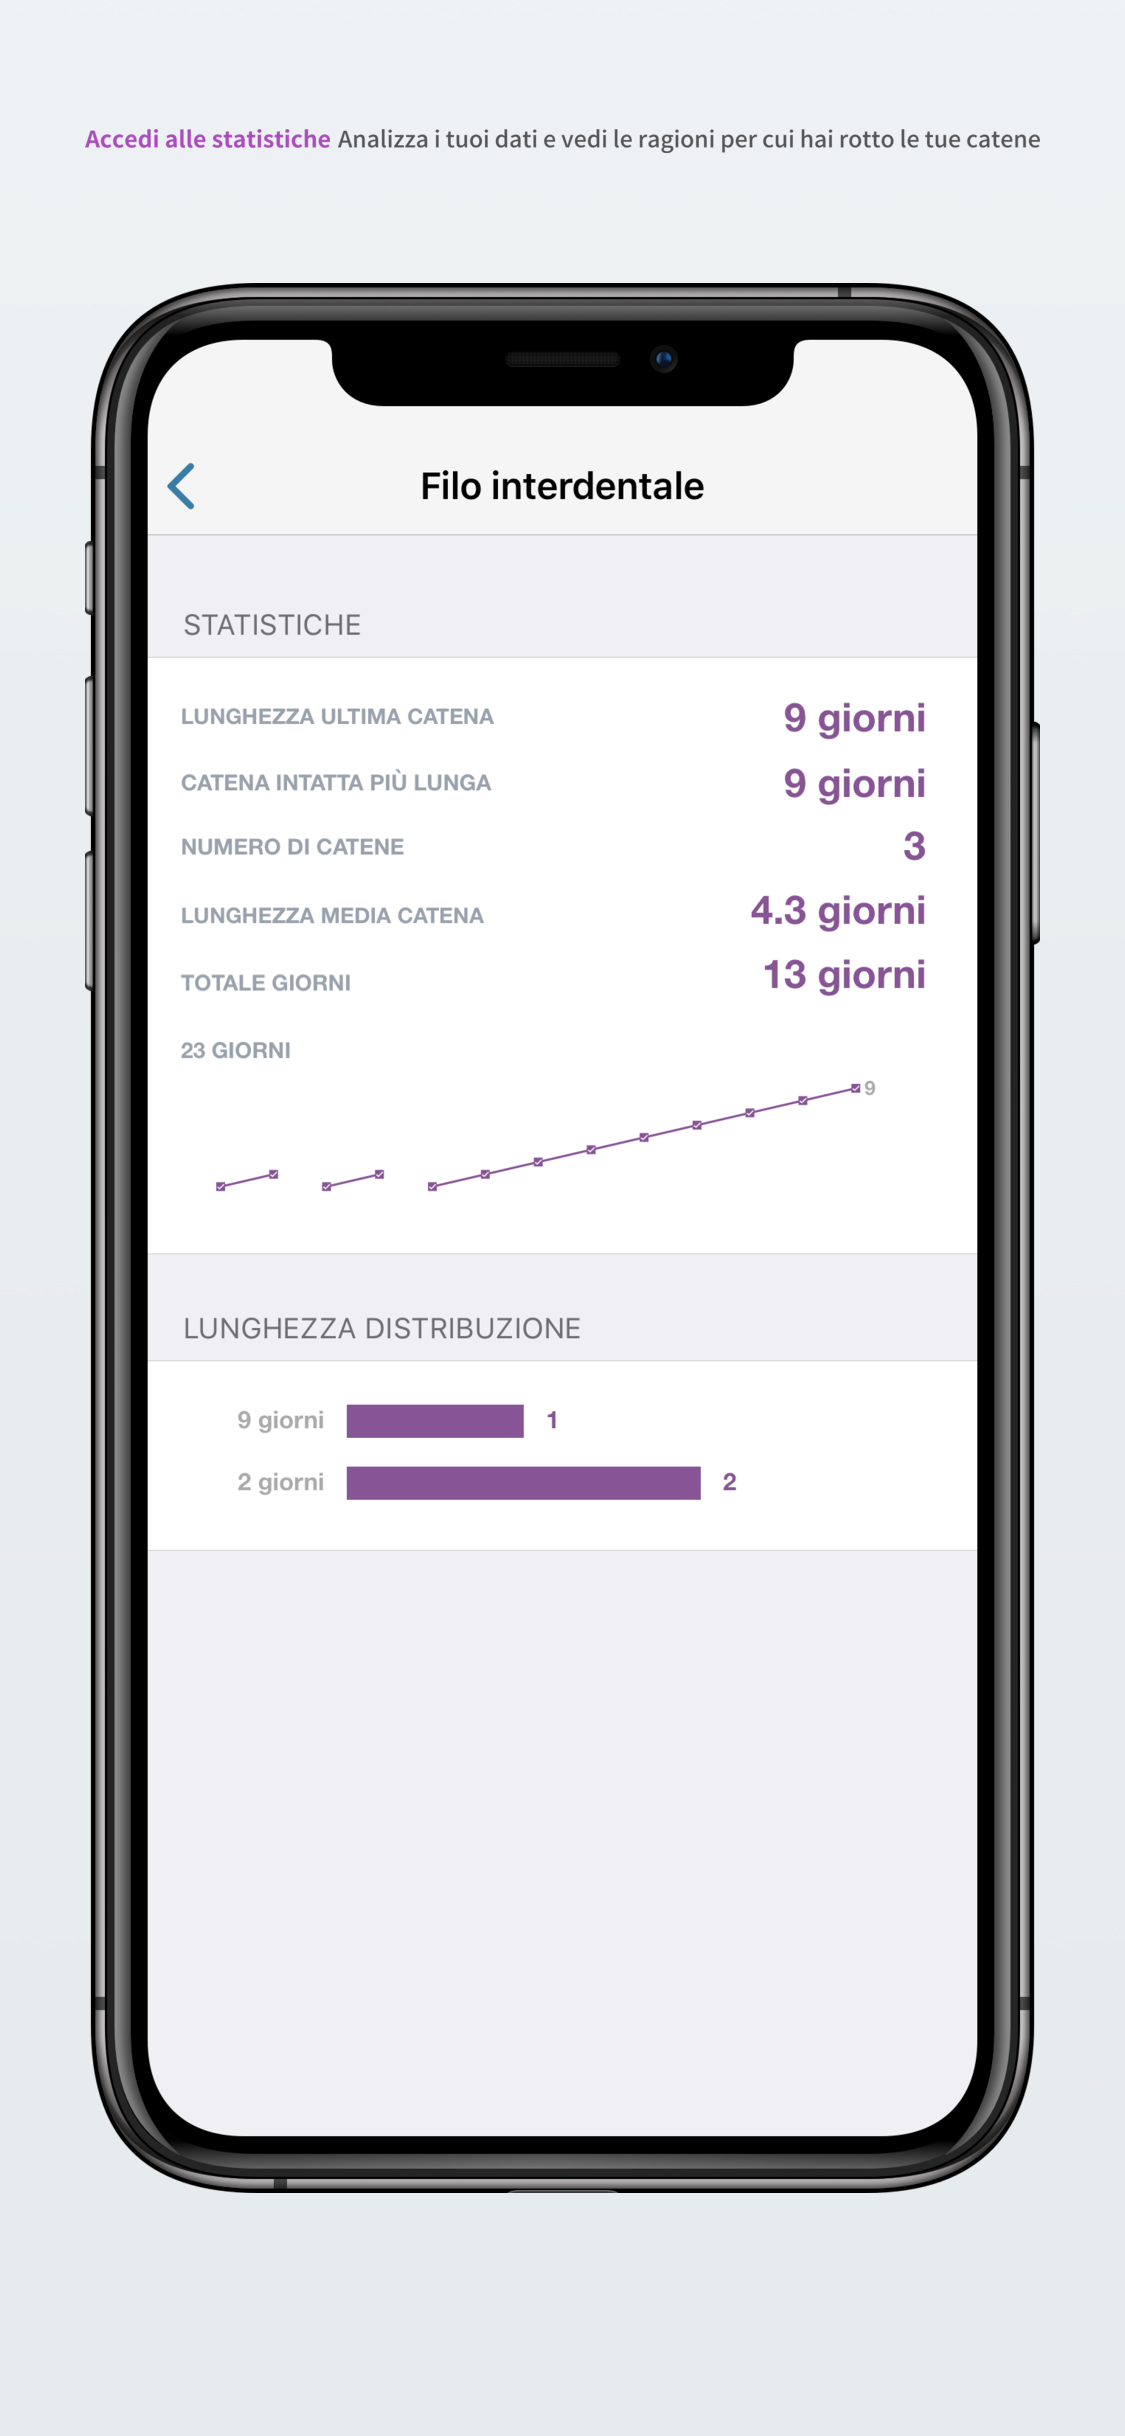 Accedi alle statistiche Analizza i tuoi dati e vedi le ragioni per cui hai rotto le tue catene
Filo interdentale
STATISTICHE
LUNGHEZZA ULTIMA CATENA 9 giorni
CATENA INTATTA PIÙ LUNGA 9 giorni
NUMERO DI CATENE 3
LUNGHEZZA MEDIA CATENA 4.3 giorni
TOTALE GIORNI 13 giorni
23 GIORNI
9
LUNGHEZZA DISTRIBUZIONE
9 giorni 1
2 giorni 2